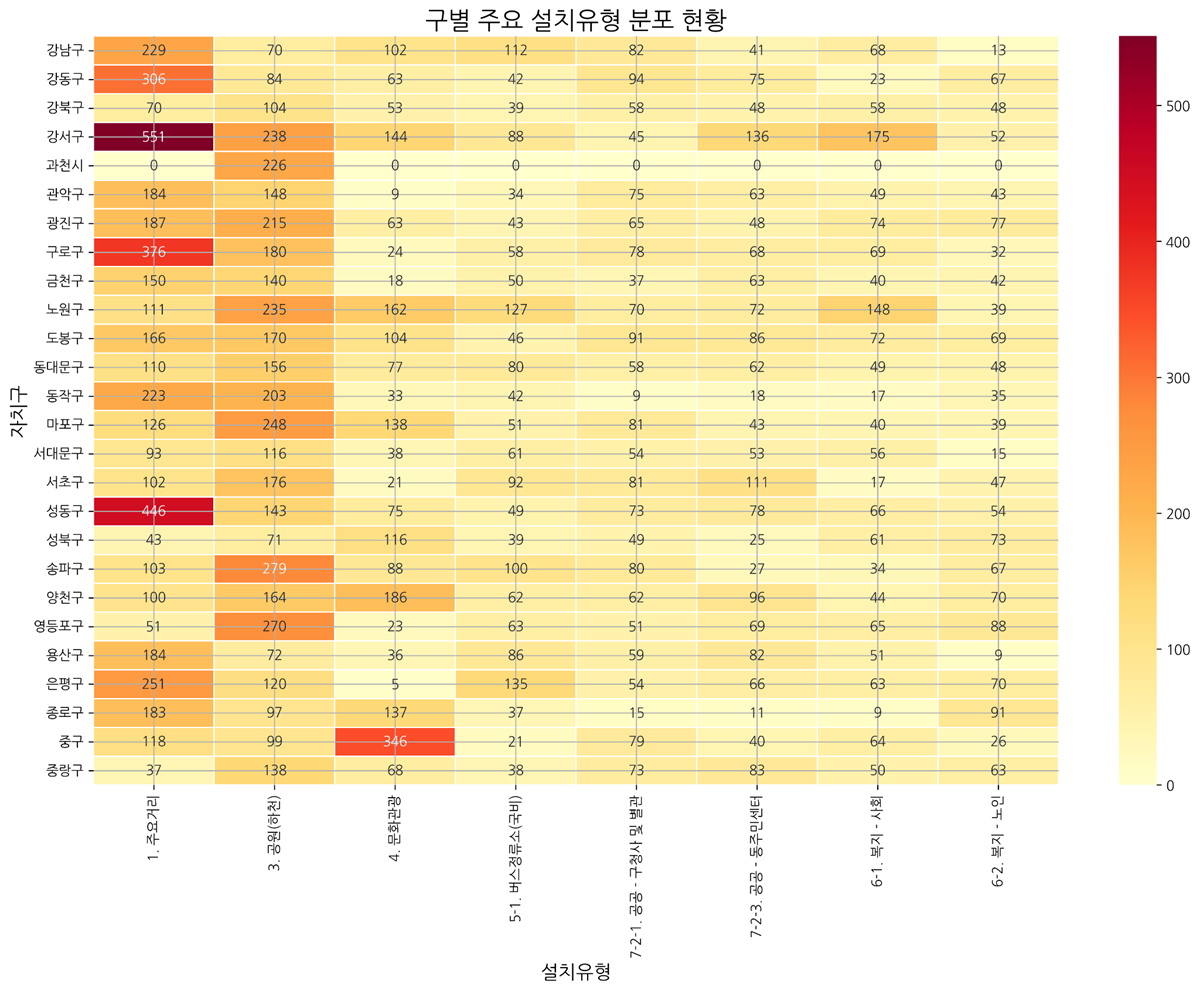 구별 주요 설치유형 분포 현황
강남구 229 70 102 112 82 41 68 13
강동구 306 84 63 42 94 75 23 67
강북구 70 104 53 39 58 48 58 48
강서구 551 238 144 88 45 136 175 52
과천시 0 226 0 0 0 0 0 0
관악구 184 148 9 34 75 63 49 43
광진구 187 215 63 43 65 48 74 77
구로구 376 180 24 58 78 68 69 32
금천구 150 140 18 50 37 63 40 42
노원구 111 235 162 127 70 72 148 39
도봉구 166 170 104 46 91 86 72 69
동대문구 110 156 77 80 58 62 49 48
동작구 223 203 33 42 9 18 17 35
마포구 126 248 138 51 81 43 40 39
서대문구 93 116 38 61 54 53 56 15
서초구 102 176 21 92 81 111 17 47
성동구 446 143 75 49 73 78 66 54
성북구 43 71 116 39 49 25 61 73
송파구 103 279 88 100 80 27 34 67
양천구 100 164 186 62 62 96 44 70
영등포구 51 270 23 63 51 69 65 88
용산구 184 72 36 86 59 82 51 9
은평구 251 120 5 135 54 66 63 70
종로구 183 97 137 37 15 11 9 91
중구 118 99 346 21 79 40 64 26
중랑구 37 138 68 38 73 83 50 63
자치구
1. 주요거리
3. 공원(하천)
4. 문화관광
5-1. 버스정류소(국비)
7-2-1. 공공 - 구청사 및 별관
7-2-3. 공공 - 동주민센터
6-1. 복지 - 사회
6-2. 복지 - 노인
설치유형
500
400
300
200
100
0